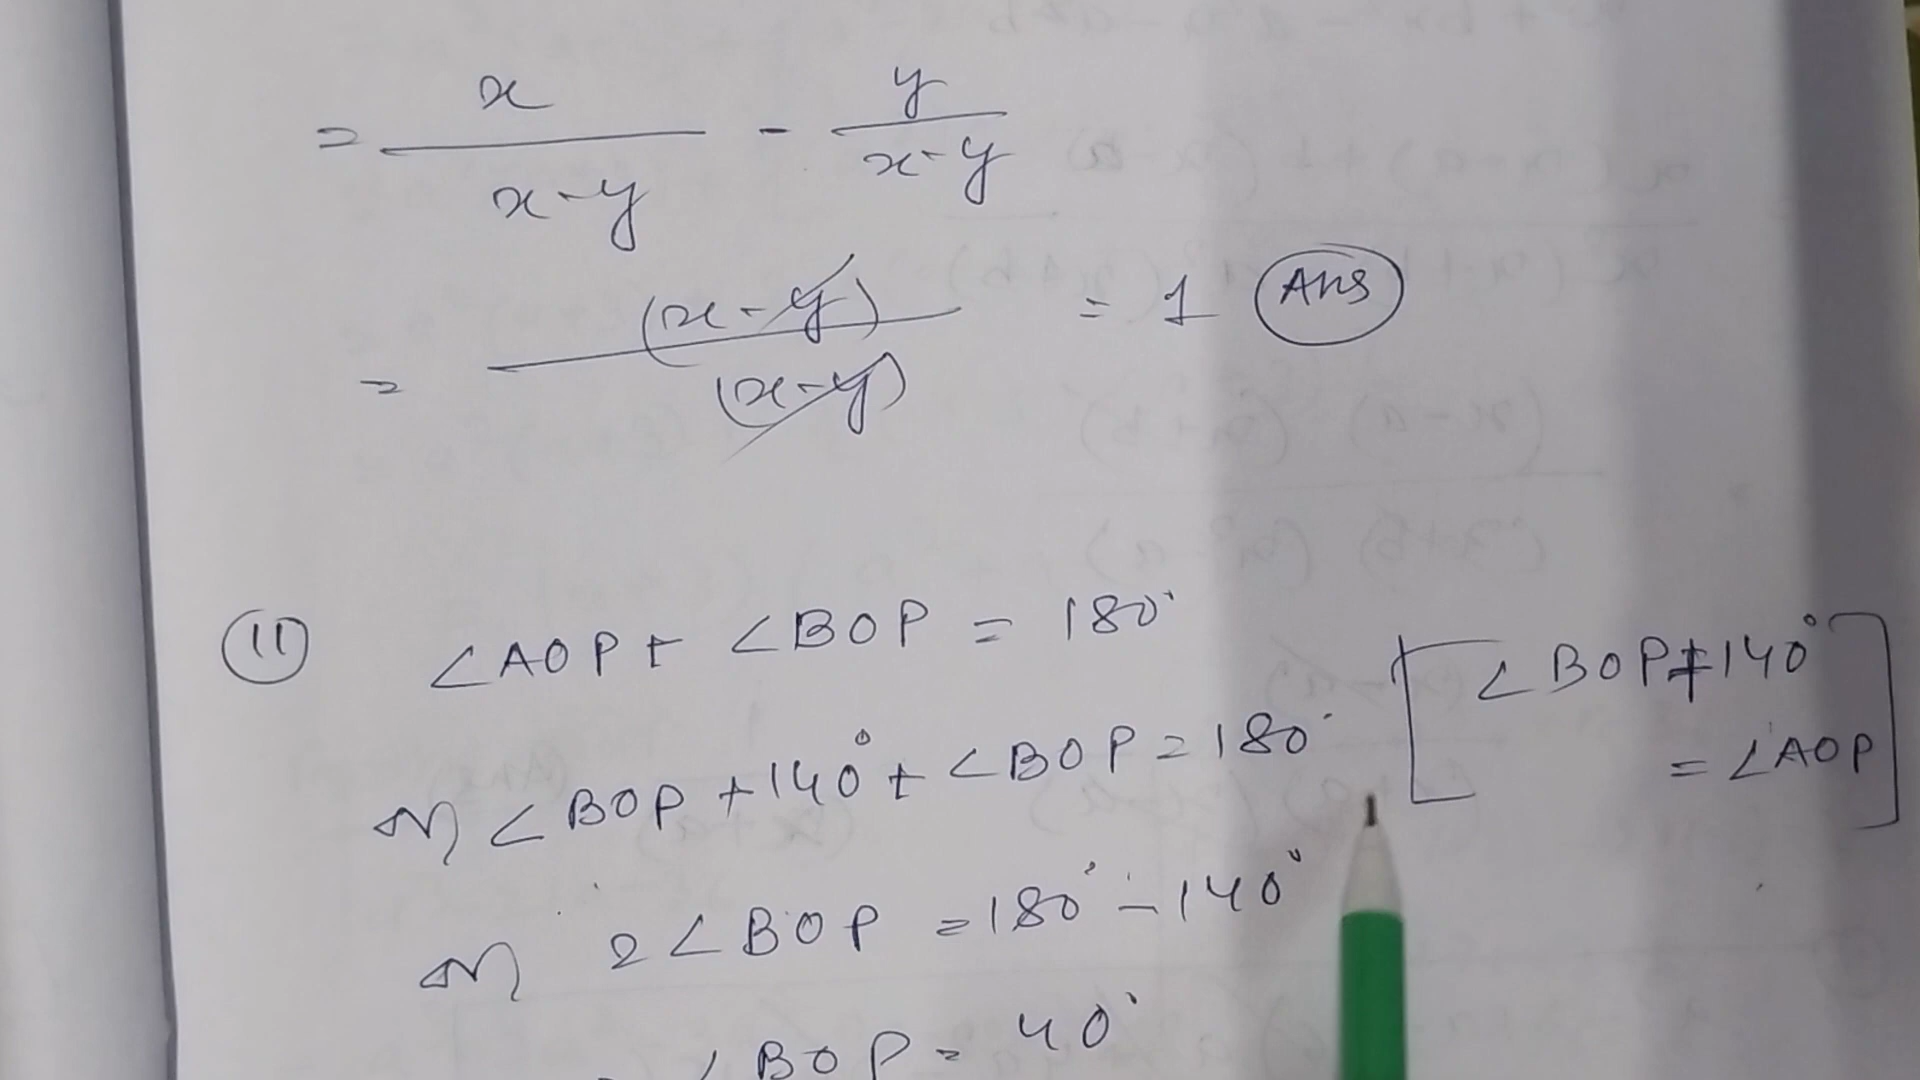 = x/(x-y) - y/(x-y)
= (x-y)/(x-y) = 1 Ans
11 ∠AOP + ∠BOP = 180°
∠BOP + 140° + ∠BOP = 180° [∠BOP + 140° = ∠AOP]
2∠BOP = 180° - 140°
∠BOP = 40°